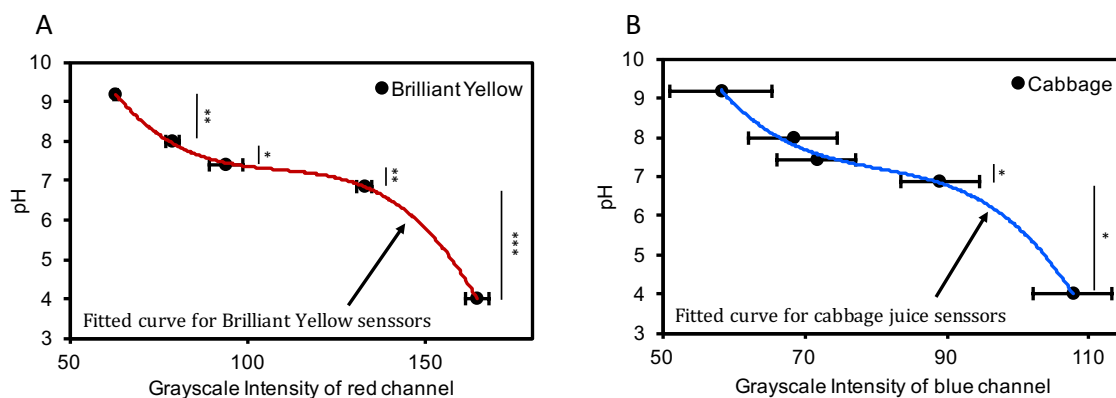 A
10
9
8
7
6
5
4
3
pH
Brilliant Yellow
**
*
**
***
Fitted curve for Brilliant Yellow senssors
50
100
150
Grayscale Intensity of red channel
B
10
9
8
7
6
5
4
3
pH
Cabbage
*
*
Fitted curve for cabbage juice senssors
50
70
90
110
Grayscale Intensity of blue channel